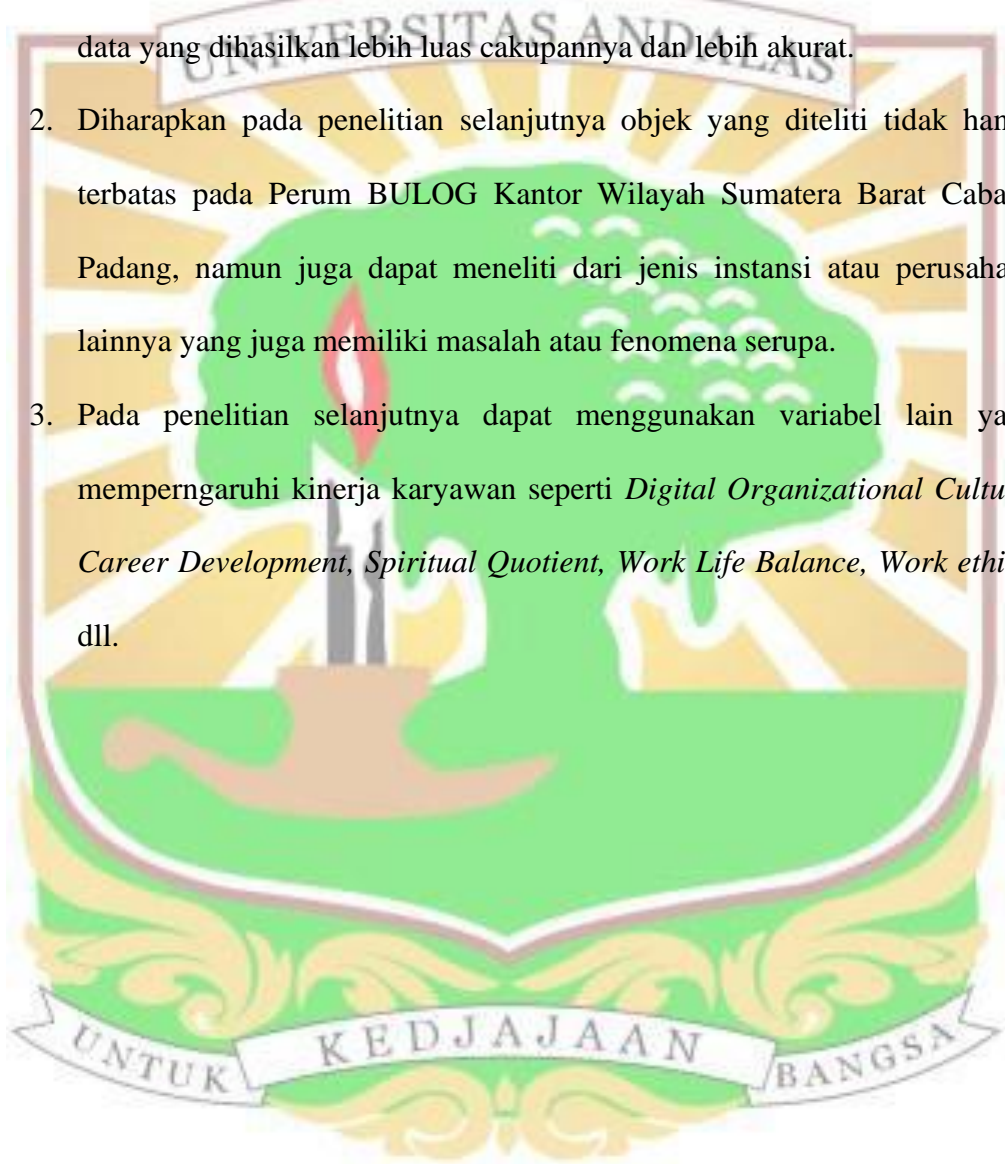 UNIVERSITAS ANDALAS
data yang dihasilkan lebih luas cakupannya dan lebih akurat.
2. Diharapkan pada penelitian selanjutnya objek yang diteliti tidak han
terbatas pada Perum BULOG Kantor Wilayah Sumatera Barat Caba
Padang, namun juga dapat meneliti dari jenis instansi atau perusaha
lainnya yang juga memiliki masalah atau fenomena serupa.
3. Pada penelitian selanjutnya dapat menggunakan variabel lain ya
memperngaruhi kinerja karyawan seperti Digital Organizational Cultu
Career Development, Spiritual Quotient, Work Life Balance, Work ethi
dll.
UNTUK KEDJAJAAN BANGSA